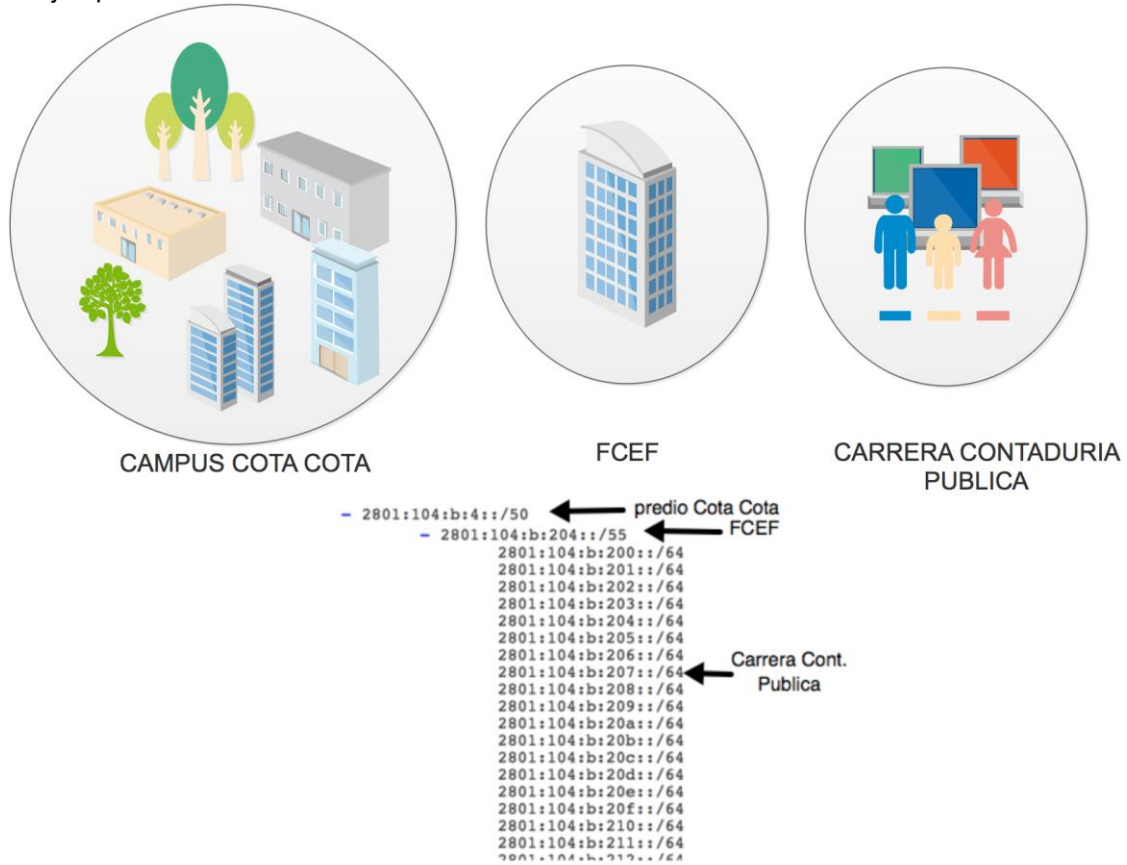 CAMPUS COTA COTA
FCEF
CARRERA CONTADURIA
PUBLICA
- 2801:104:b:4::/50
predio Cota Cota
- 2801:104:b:204::/55
FCEF
2801:104:b:200::/64
2801:104:b:201::/64
2801:104:b:202::/64
2801:104:b:203::/64
2801:104:b:204::/64
2801:104:b:205::/64
2801:104:b:206::/64
2801:104:b:207::/64
Carrera Cont.
Publica
2801:104:b:208::/64
2801:104:b:209::/64
2801:104:b:20a::/64
2801:104:b:20b::/64
2801:104:b:20c::/64
2801:104:b:20d::/64
2801:104:b:20e::/64
2801:104:b:20f::/64
2801:104:b:210::/64
2801:104:b:211::/64
2801:104:b:212::/64